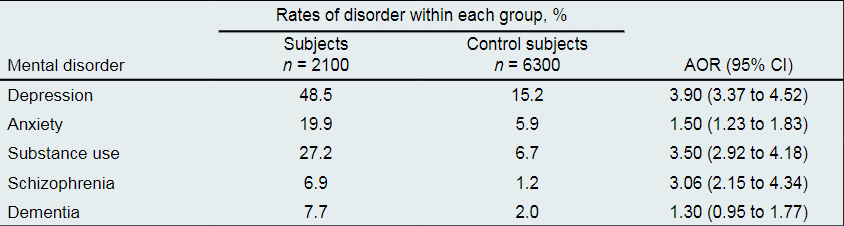 Rates of disorder within each group, %
Subjects Control subjects
Mental disorder n = 2100 n = 6300 AOR (95% CI)
Depression 48.5 15.2 3.90 (3.37 to 4.52)
Anxiety 19.9 5.9 1.50 (1.23 to 1.83)
Substance use 27.2 6.7 3.50 (2.92 to 4.18)
Schizophrenia 6.9 1.2 3.06 (2.15 to 4.34)
Dementia 7.7 2.0 1.30 (0.95 to 1.77)